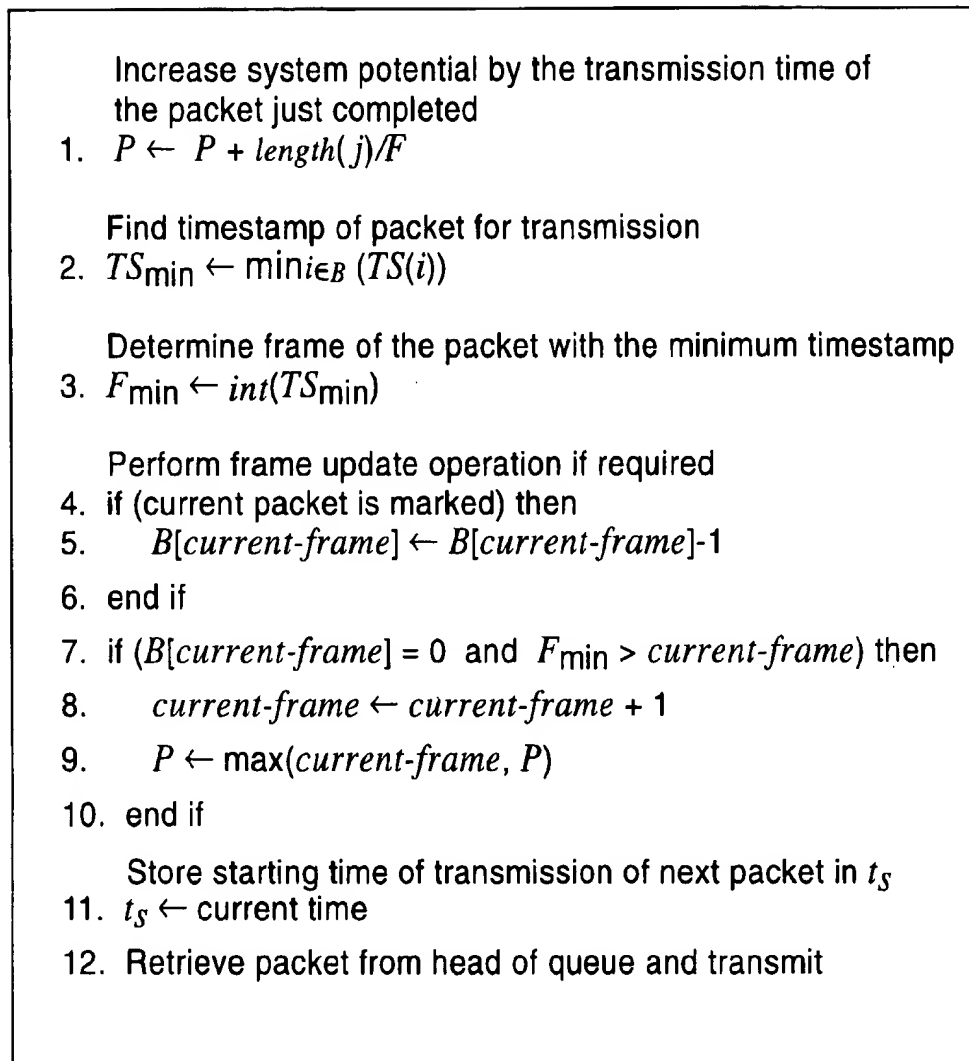 Increase system potential by the transmission time of
the packet just completed
1. P ← P + length(j)/F
Find timestamp of packet for transmission
2. TSmin ← mini∈B (TS(i))
Determine frame of the packet with the minimum timestamp
3. Fmin ← int(TSmin)
Perform frame update operation if required
4. if (current packet is marked) then
5. B[current-frame] ← B[current-frame]-1
6. end if
7. if (B[current-frame] = 0 and Fmin > current-frame) then
8. current-frame ← current-frame + 1
9. P ← max(current-frame, P)
10. end if
Store starting time of transmission of next packet in tS
11. tS ← current time
12. Retrieve packet from head of queue and transmit